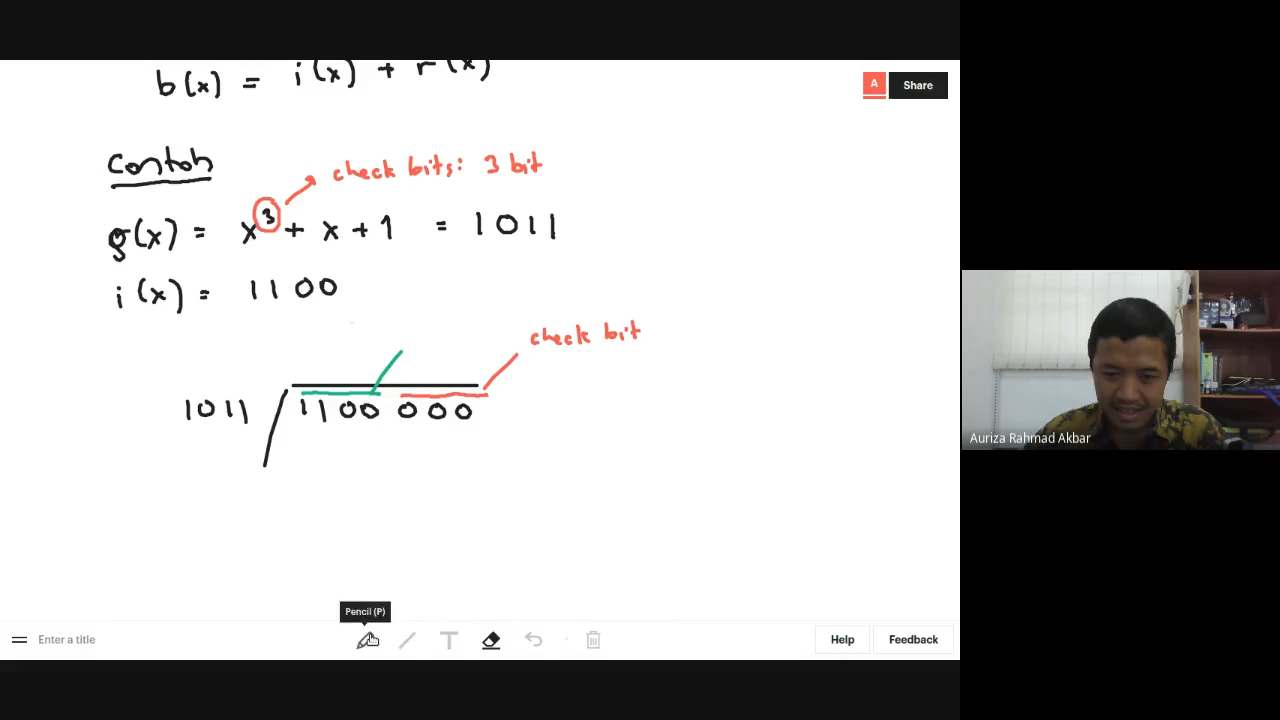 b(x) = i(x) + r(x)
A
Share
Contoh
check bits: 3 bit
g(x) = x³ + x + 1 = 1011
i(x) = 1100
check bit
1011 / 1100 000
Auriza Rahmad Akbar
Pencil (P)
Enter a title
T
Help
Feedback